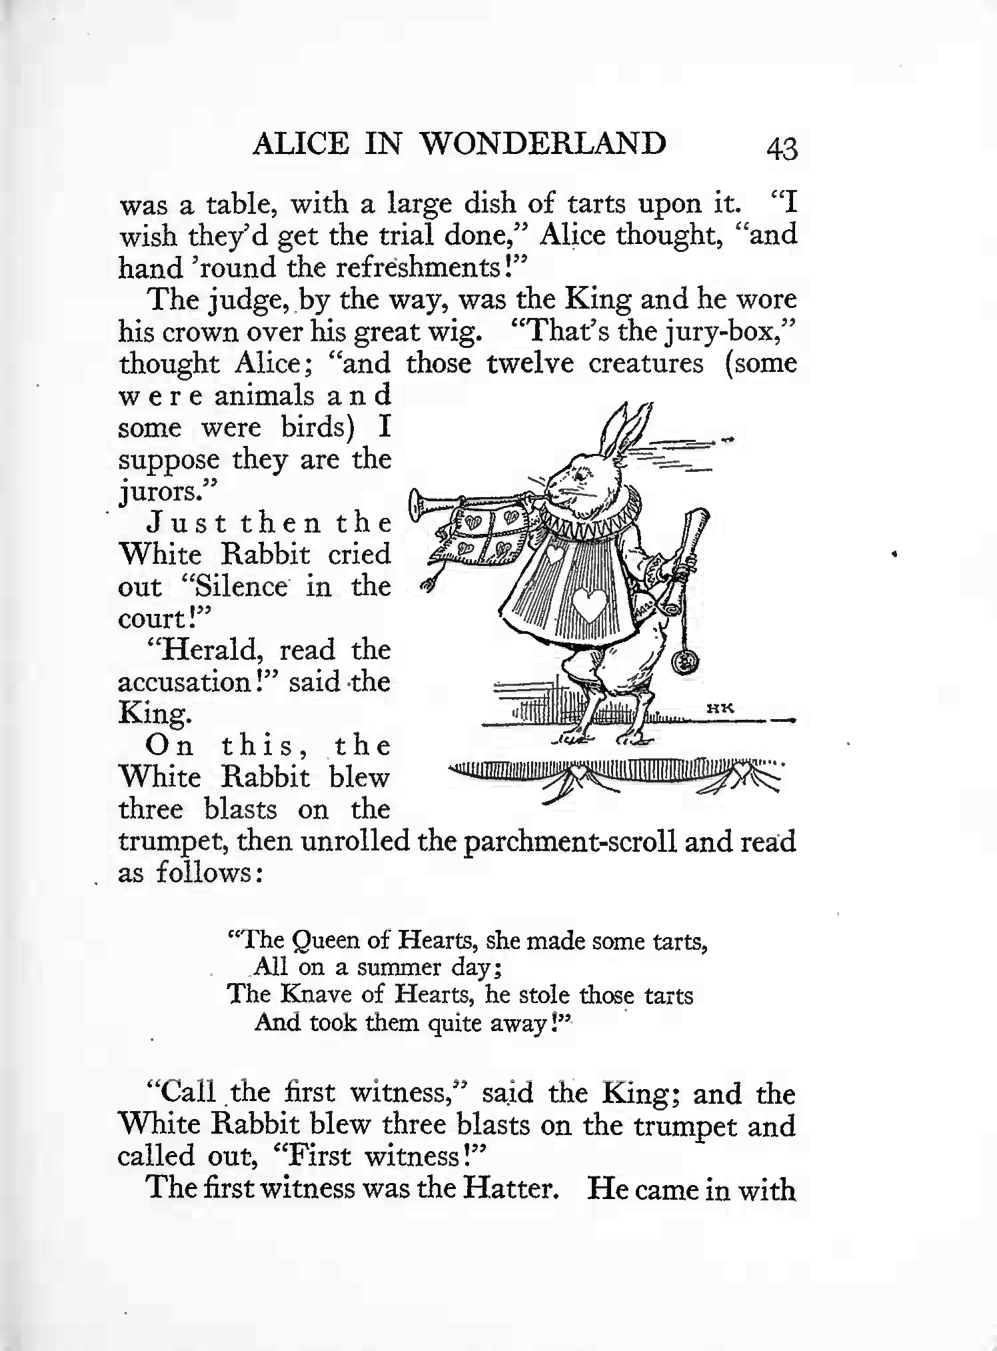 ALICE IN WONDERLAND 43
was a table, with a large dish of tarts upon it. “I
wish they’d get the trial done,” Alice thought, “and
hand ’round the refreshments!”
The judge, by the way, was the King and he wore
his crown over his great wig. “That’s the jury-box,”
thought Alice; “and those twelve creatures (some
were animals and
some were birds) I
suppose they are the
jurors.”
Just then the
White Rabbit cried
out “Silence in the
court!”
“Herald, read the
accusation!” said the
King.
On this, the
White Rabbit blew
three blasts on the
trumpet, then unrolled the parchment-scroll and read
as follows:
“The Queen of Hearts, she made some tarts,
All on a summer day;
The Knave of Hearts, he stole those tarts
And took them quite away!”
“Call the first witness,” said the King; and the
White Rabbit blew three blasts on the trumpet and
called out, “First witness!”
The first witness was the Hatter. He came in with
HK